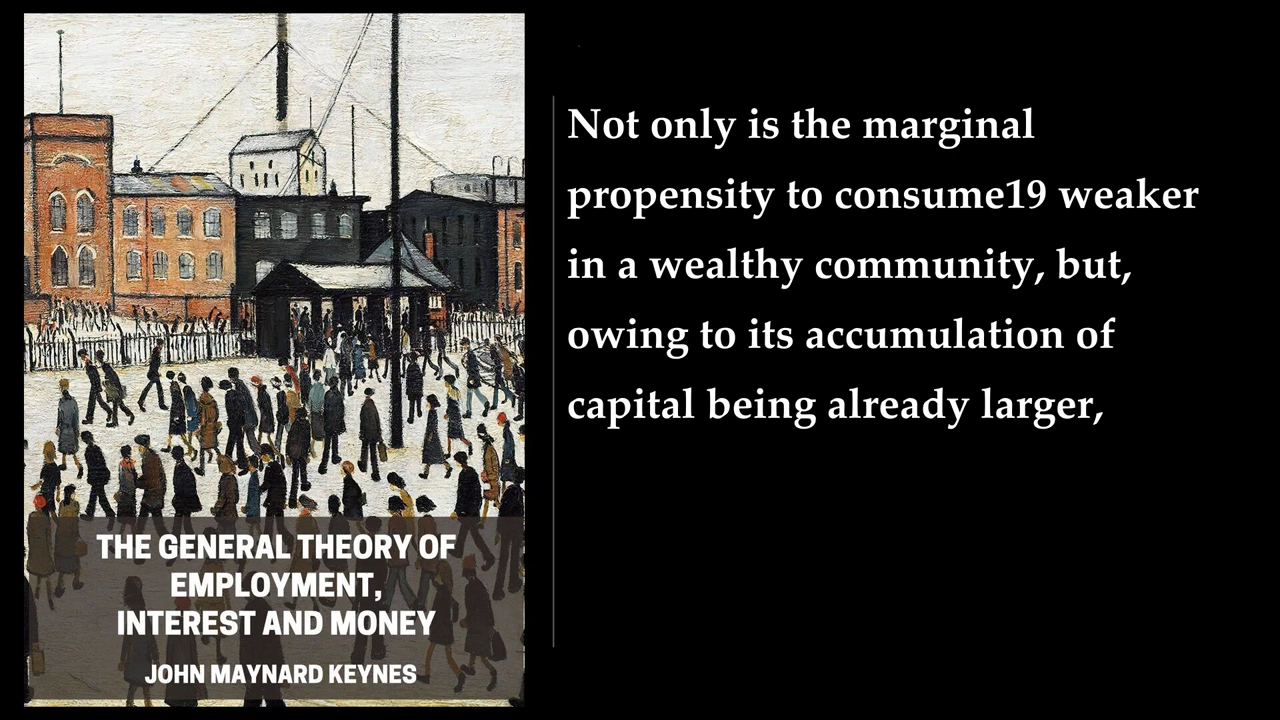 Not only is the marginal
propensity to consume19 weaker
in a wealthy community, but,
owing to its accumulation of
capital being already larger,
THE GENERAL THEORY OF
EMPLOYMENT,
INTEREST AND MONEY
JOHN MAYNARD KEYNES